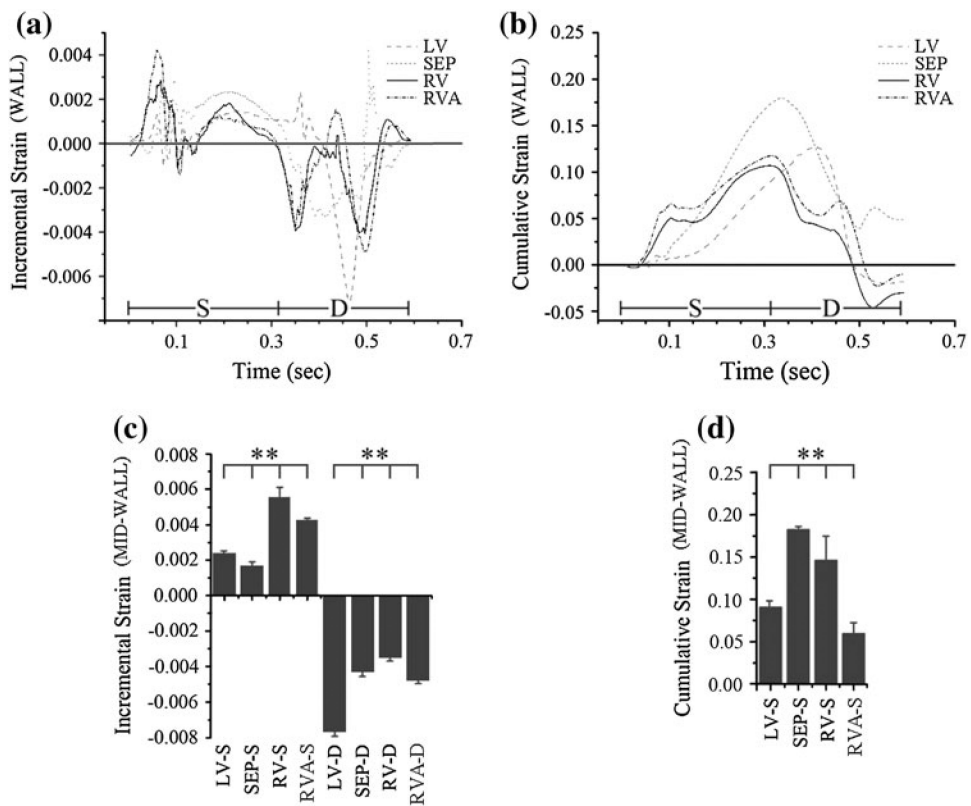 (a)
Incremental Strain (WALL)
0.004
0.002
0.000
-0.002
-0.004
-0.006
LV
SEP
RV
RVA
S
D
0.1
0.3
0.5
0.7
Time (sec)
(b)
Cumulative Strain (WALL)
0.25
0.20
0.15
0.10
0.05
0.00
-0.05
LV
SEP
RV
RVA
S
D
0.1
0.3
0.5
0.7
Time (sec)
(c)
Incremental Strain (MID-WALL)
0.008
0.006
0.004
0.002
0.000
-0.002
-0.004
-0.006
-0.008
**
**
LV-S
SEP-S
RV-S
RVA-S
LV-D
SEP-D
RV-D
RVA-D
(d)
Cumulative Strain (MID-WALL)
0.25
0.20
0.15
0.10
0.05
0.00
**
LV-S
SEP-S
RV-S
RVA-S